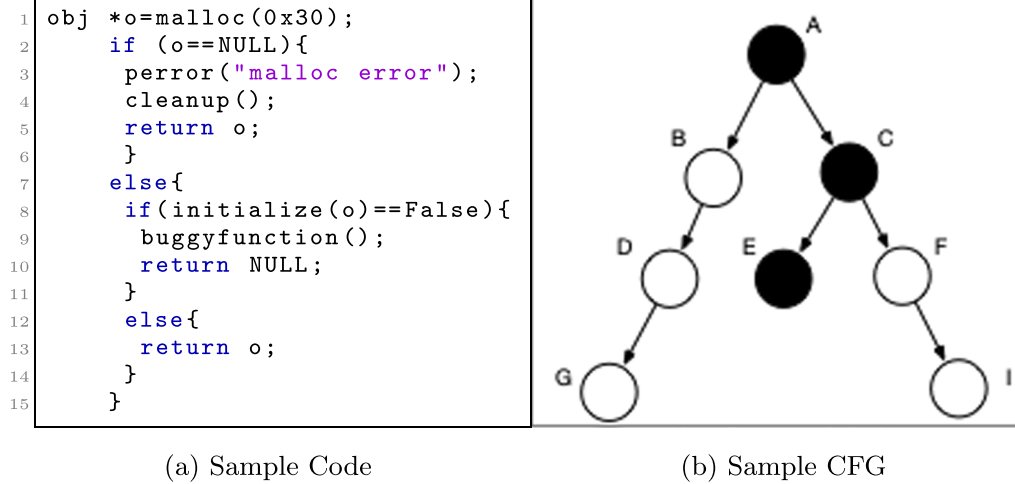 1 obj *o=malloc(0x30);
2 if (o==NULL){
3 perror("malloc error");
4 cleanup();
5 return o;
6 }
7 else{
8 if(initialize(o)==False){
9 buggyfunction();
10 return NULL;
11 }
12 else{
13 return o;
14 }
15 }
(a) Sample Code
A
B
C
D
E
F
G
I
(b) Sample CFG